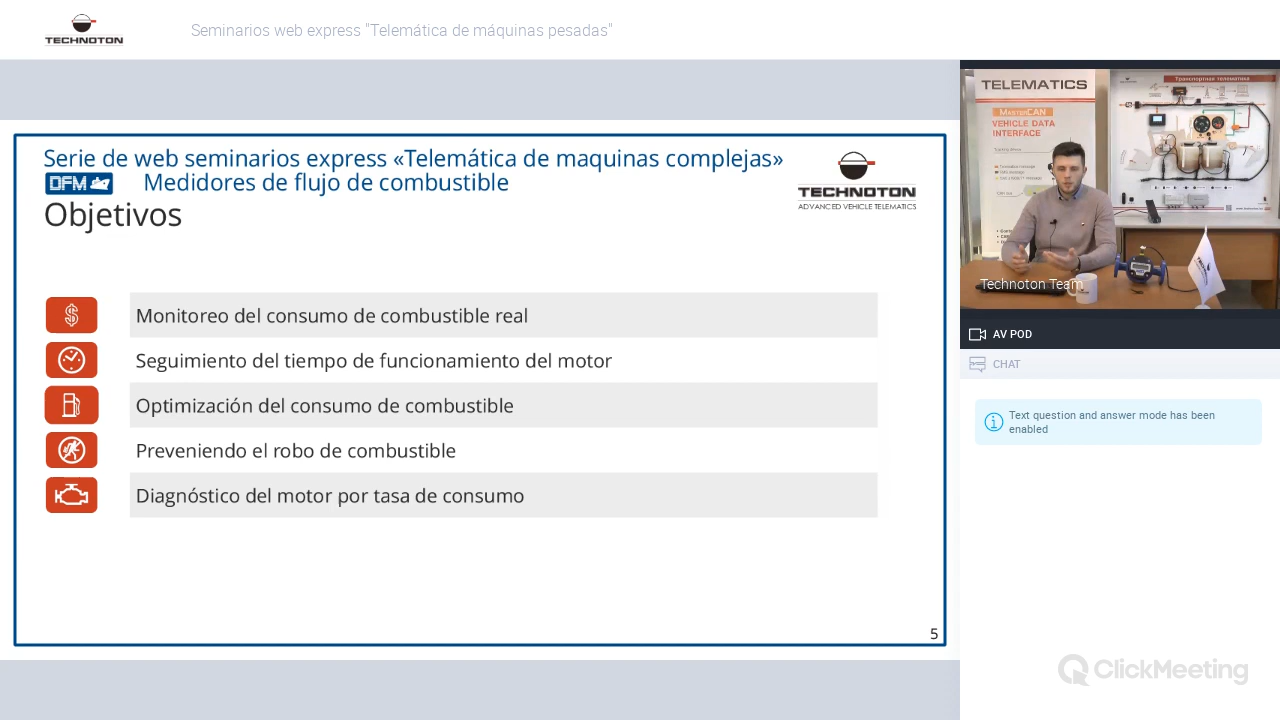 TECHNOTON
Seminarios web express "Telemática de máquinas pesadas"
Serie de web seminarios express «Telemática de maquinas complejas»
DFM Medidores de flujo de combustible
Objetivos
TECHNOTON
ADVANCED VEHICLE TELEMATICS
Monitoreo del consumo de combustible real
Seguimiento del tiempo de funcionamiento del motor
Optimización del consumo de combustible
Preveniendo el robo de combustible
Diagnóstico del motor por tasa de consumo
5
TELEMATICS
MasterCAN
VEHICLE DATA
INTERFACE
Транспортная телематика
Technoton Team
AV POD
CHAT
Text question and answer mode has been
enabled
ClickMeeting